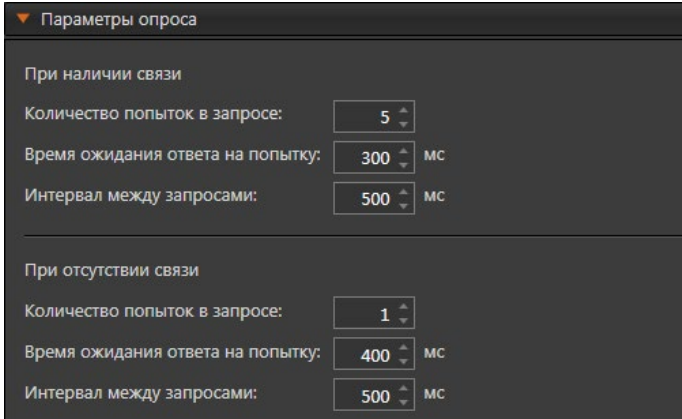 Параметры опроса
При наличии связи
Количество попыток в запросе: 5
Время ожидания ответа на попытку: 300 мс
Интервал между запросами: 500 мс
При отсутствии связи
Количество попыток в запросе: 1
Время ожидания ответа на попытку: 400 мс
Интервал между запросами: 500 мс